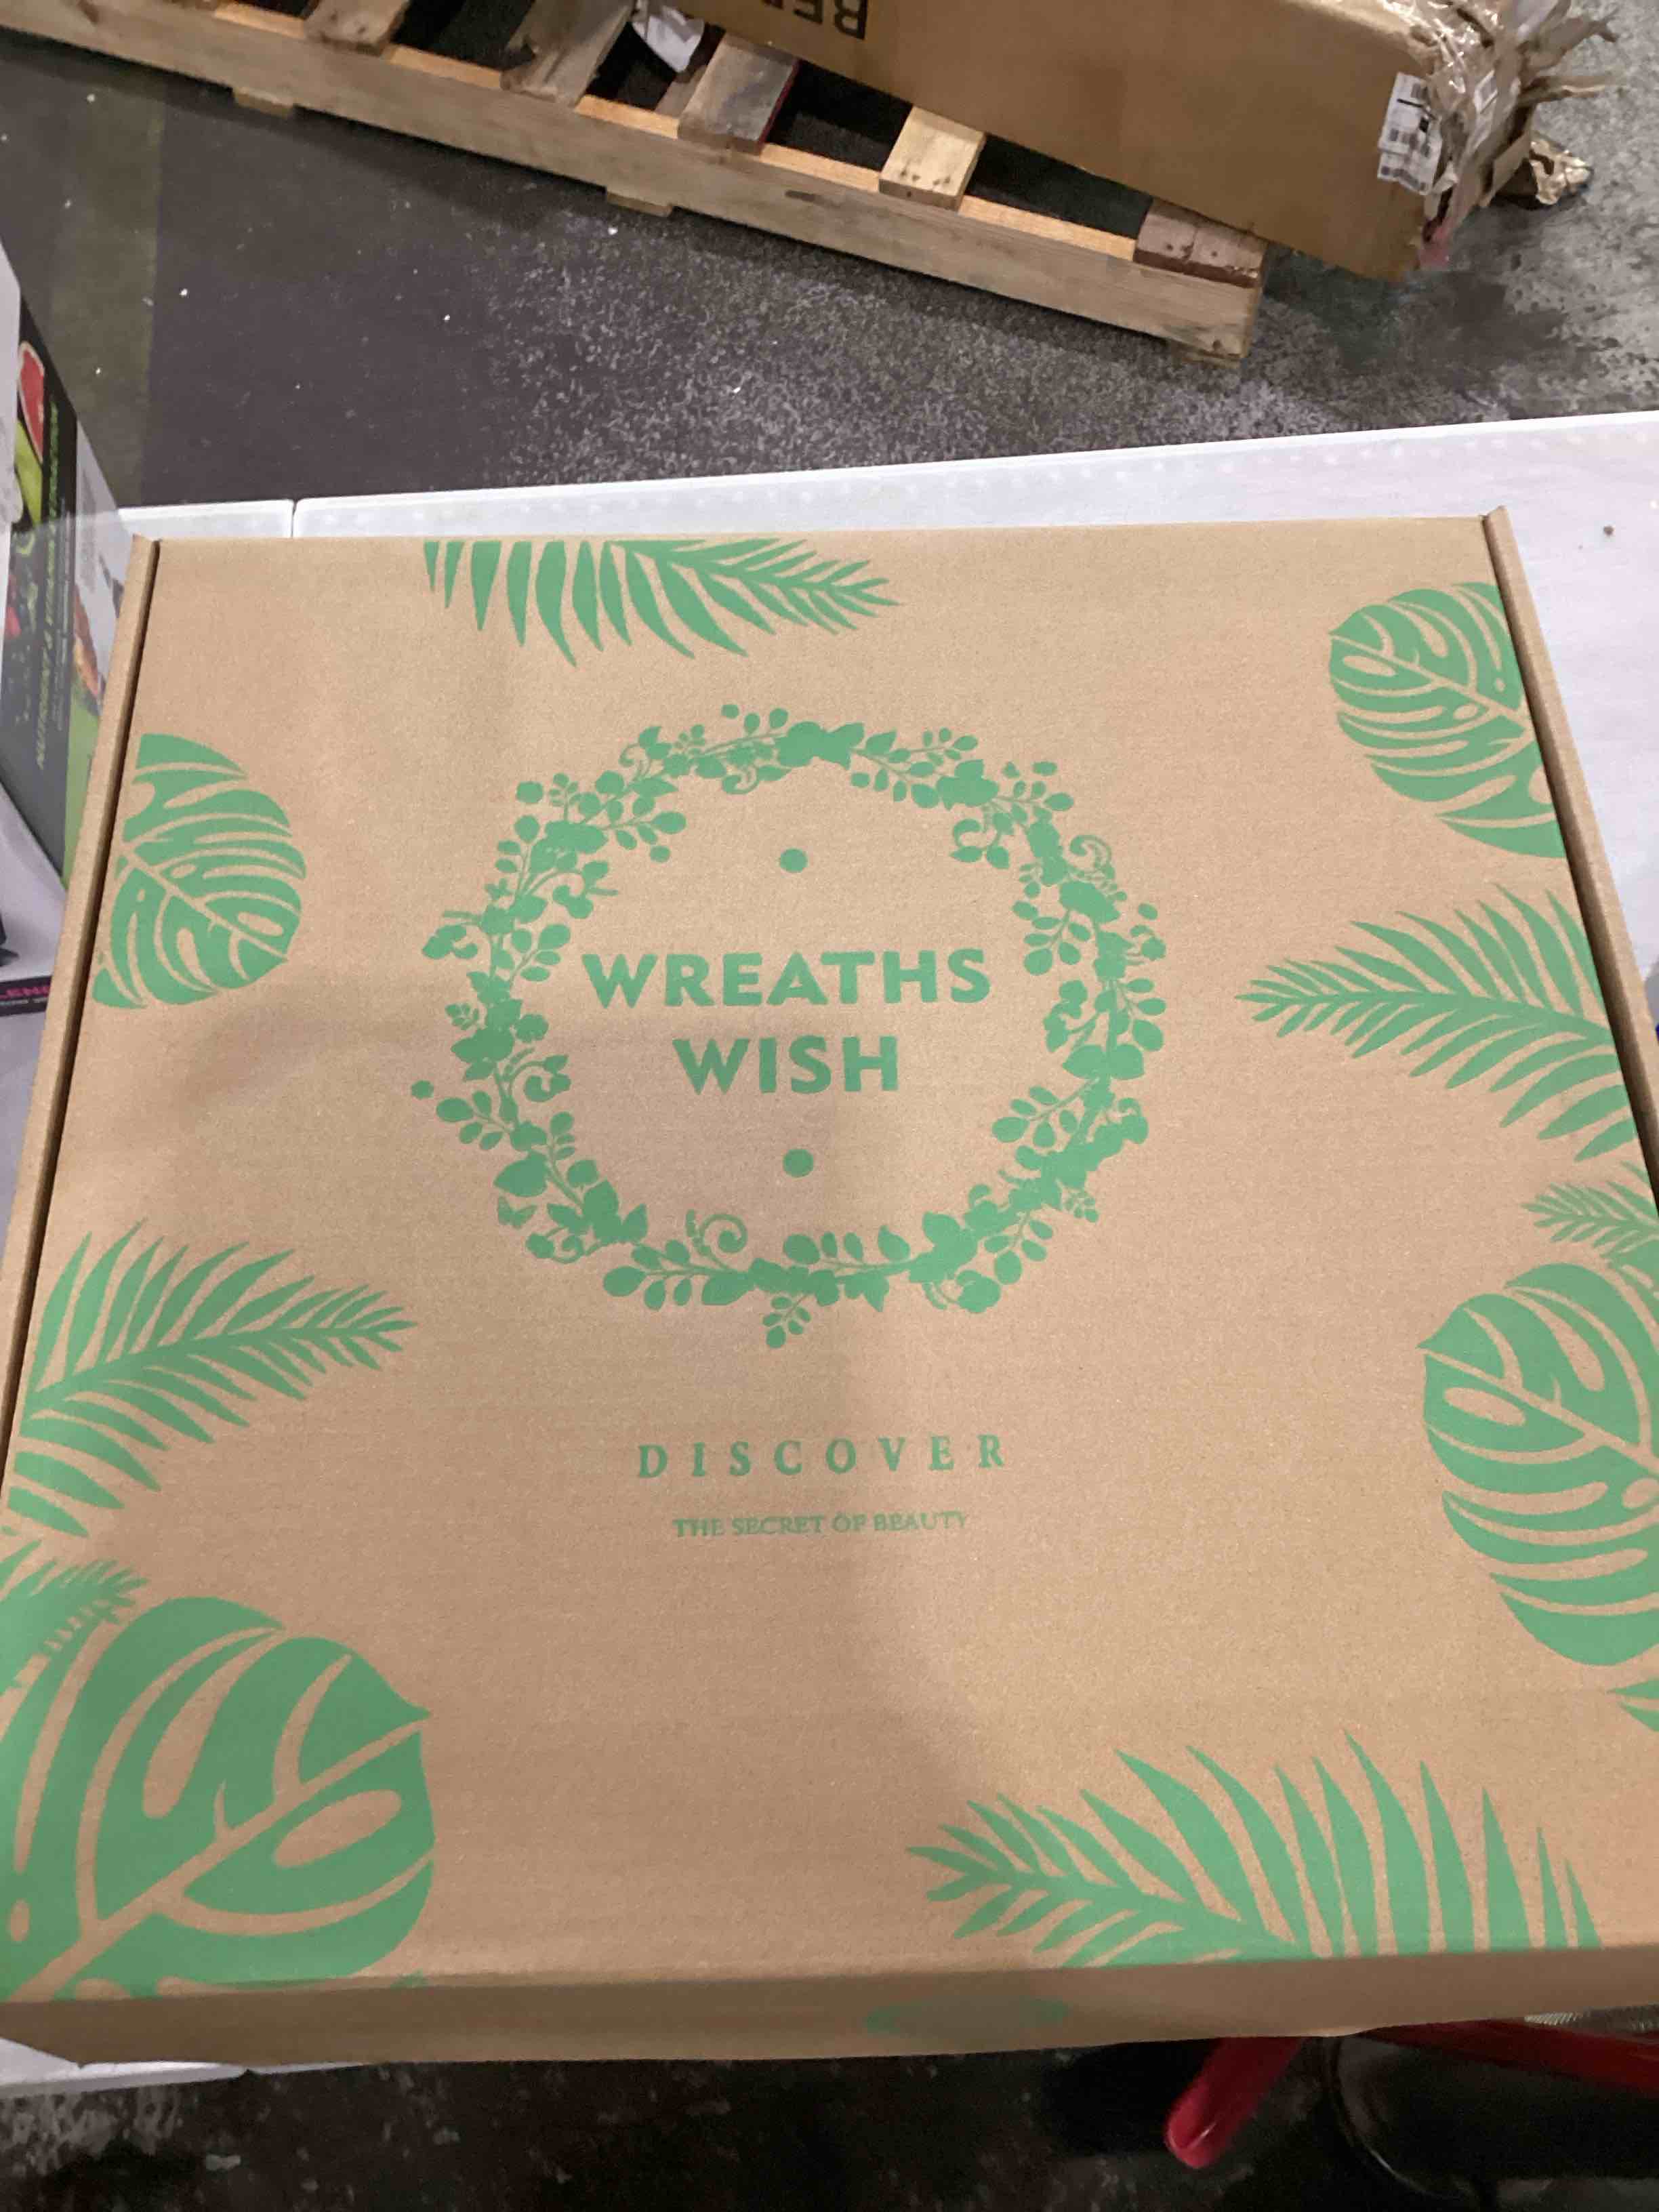 WREATHS
WISH
DISCOVER
THE SECRET OF BEAUTY